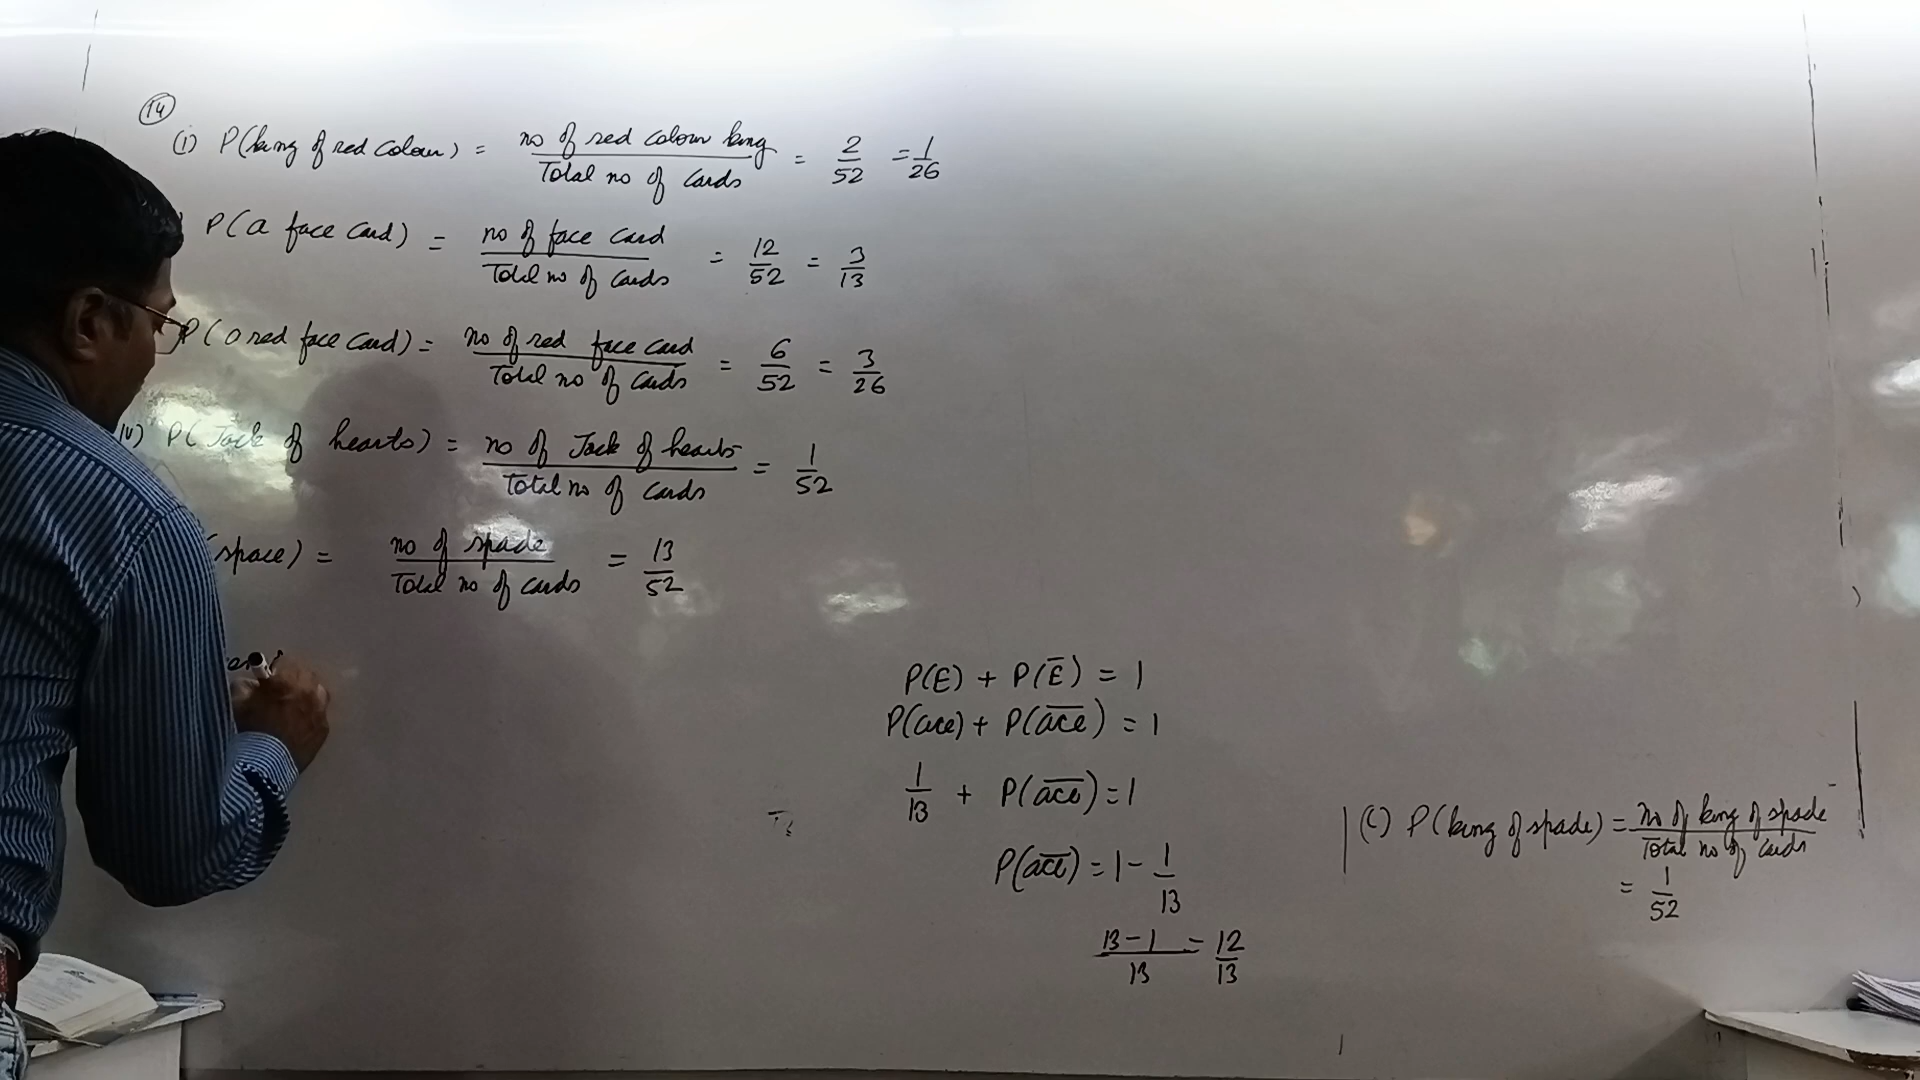 14
(i) P(king of red colour) = no of red colour king / Total no of cards = 2/52 = 1/26
P(a face card) = no of face card / Total no of cards = 12/52 = 3/13
P(a red face card) = no of red face card / Total no of cards = 6/52 = 3/26
P(Jack of hearts) = no of Jack of hearts / Total no of cards = 1/52
(space) = no of spade / Total no of cards = 13/52
P(E) + P(E̅) = 1
P(ace) + P(a̅c̅e̅) = 1
1/13 + P(a̅c̅e̅) = 1
P(a̅c̅e̅) = 1 - 1/13
13-1/13 = 12/13
(c) P(king of spade) = no of king of spade / Total no of cards
= 1/52